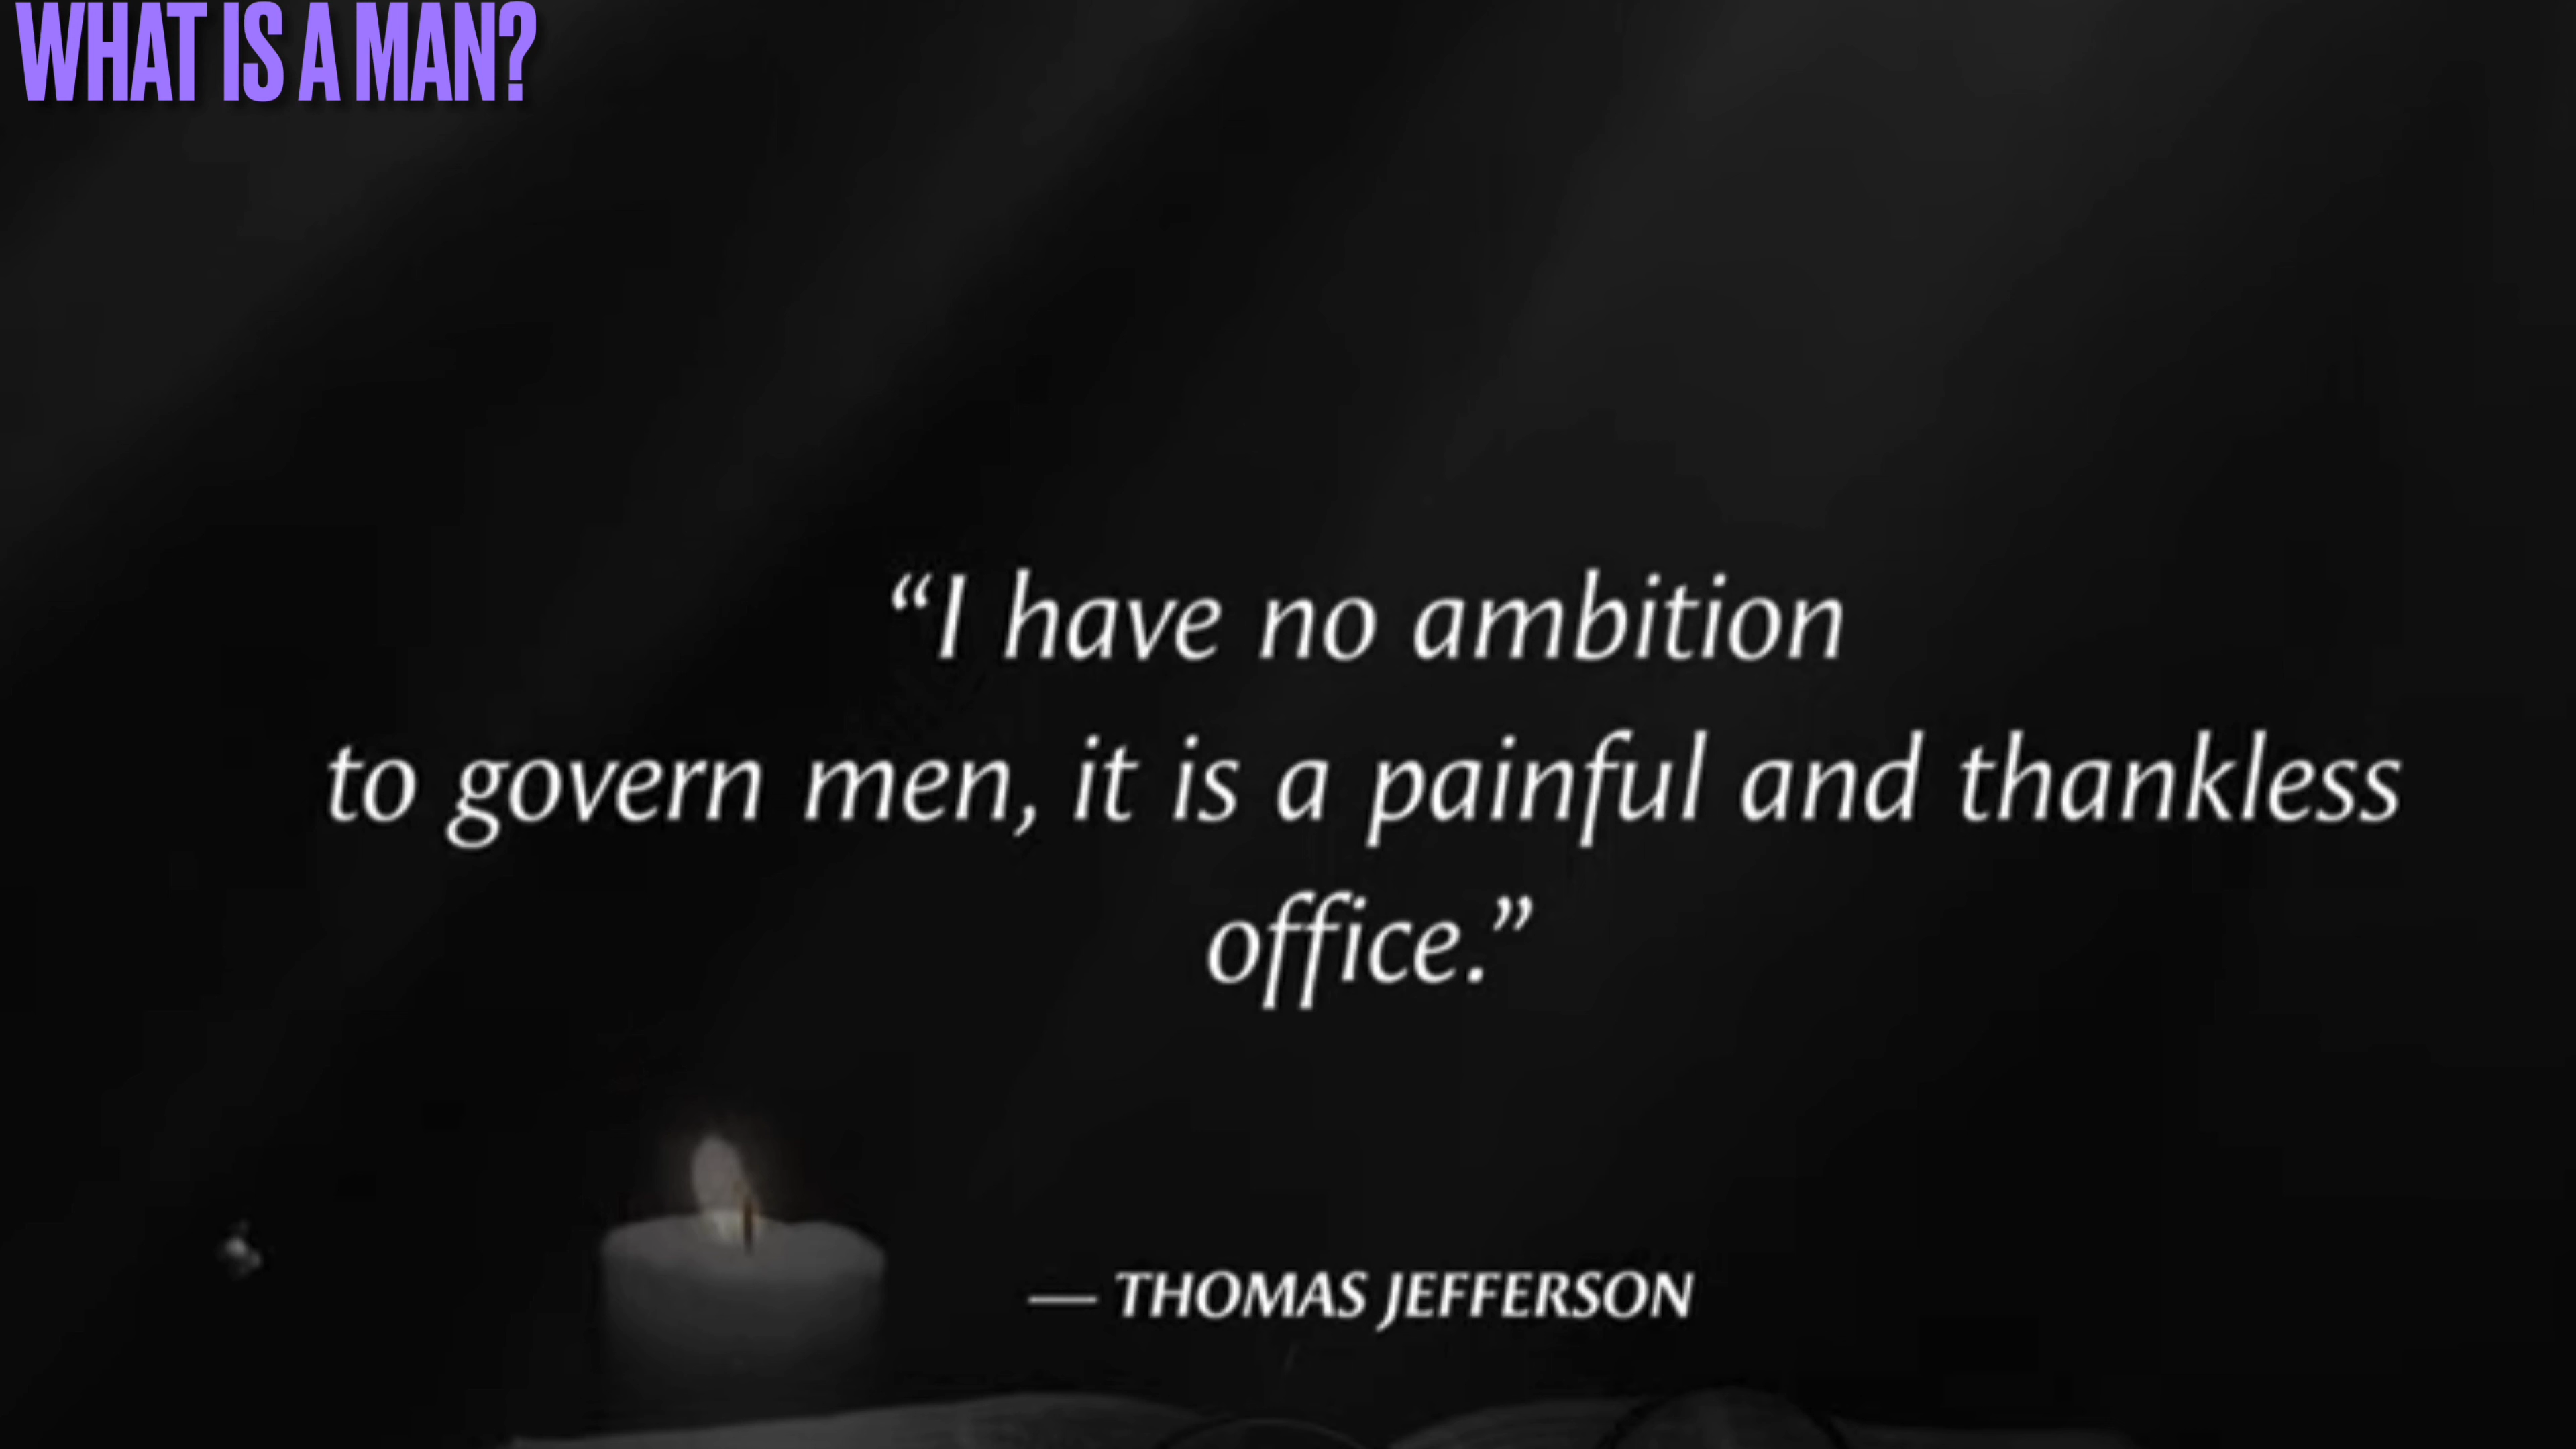 WHAT IS A MAN?
“I have no ambition
to govern men, it is a painful and thankless
office.”
— THOMAS JEFFERSON